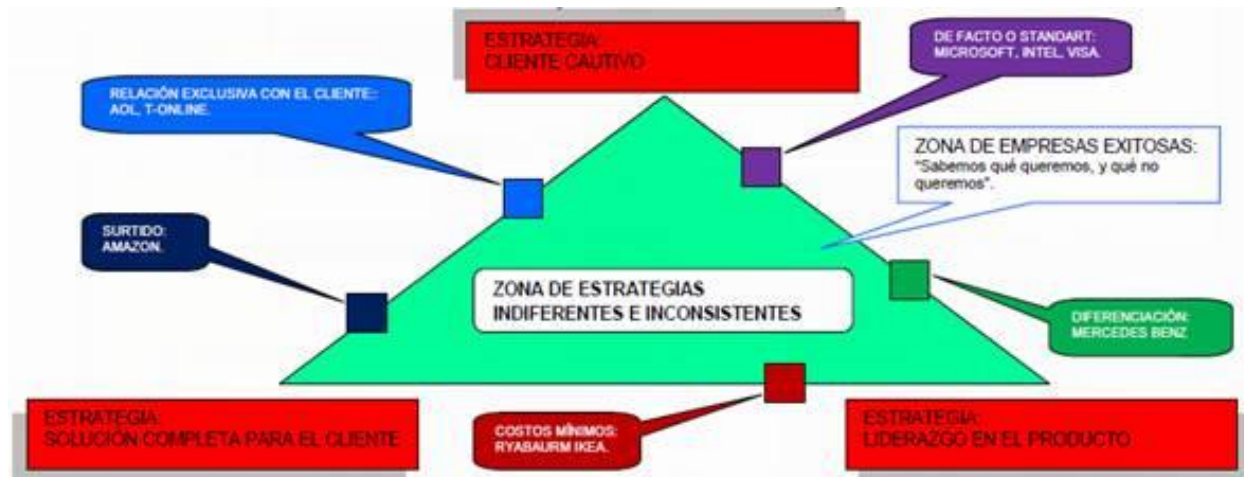 ESTRATEGIA:
CLIENTE CAUTIVO
DE FACTO O STANDART:
MICROSOFT, INTEL, VISA.
RELACIÓN EXCLUSIVA CON EL CLIENTE::
AOL, T-ONLINE.
ZONA DE EMPRESAS EXITOSAS:
"Sabemos qué queremos, y qué no
queremos".
SURTIDO:
AMAZON.
ZONA DE ESTRATEGIAS
INDIFERENTES E INCONSISTENTES
DIFERENCIACIÓN:
MERCEDES BENZ
ESTRATEGIA:
SOLUCIÓN COMPLETA PARA EL CLIENTE
COSTOS MÍNIMOS:
RYABAURM IKEA.
ESTRATEGIA:
LIDERAZGO EN EL PRODUCTO